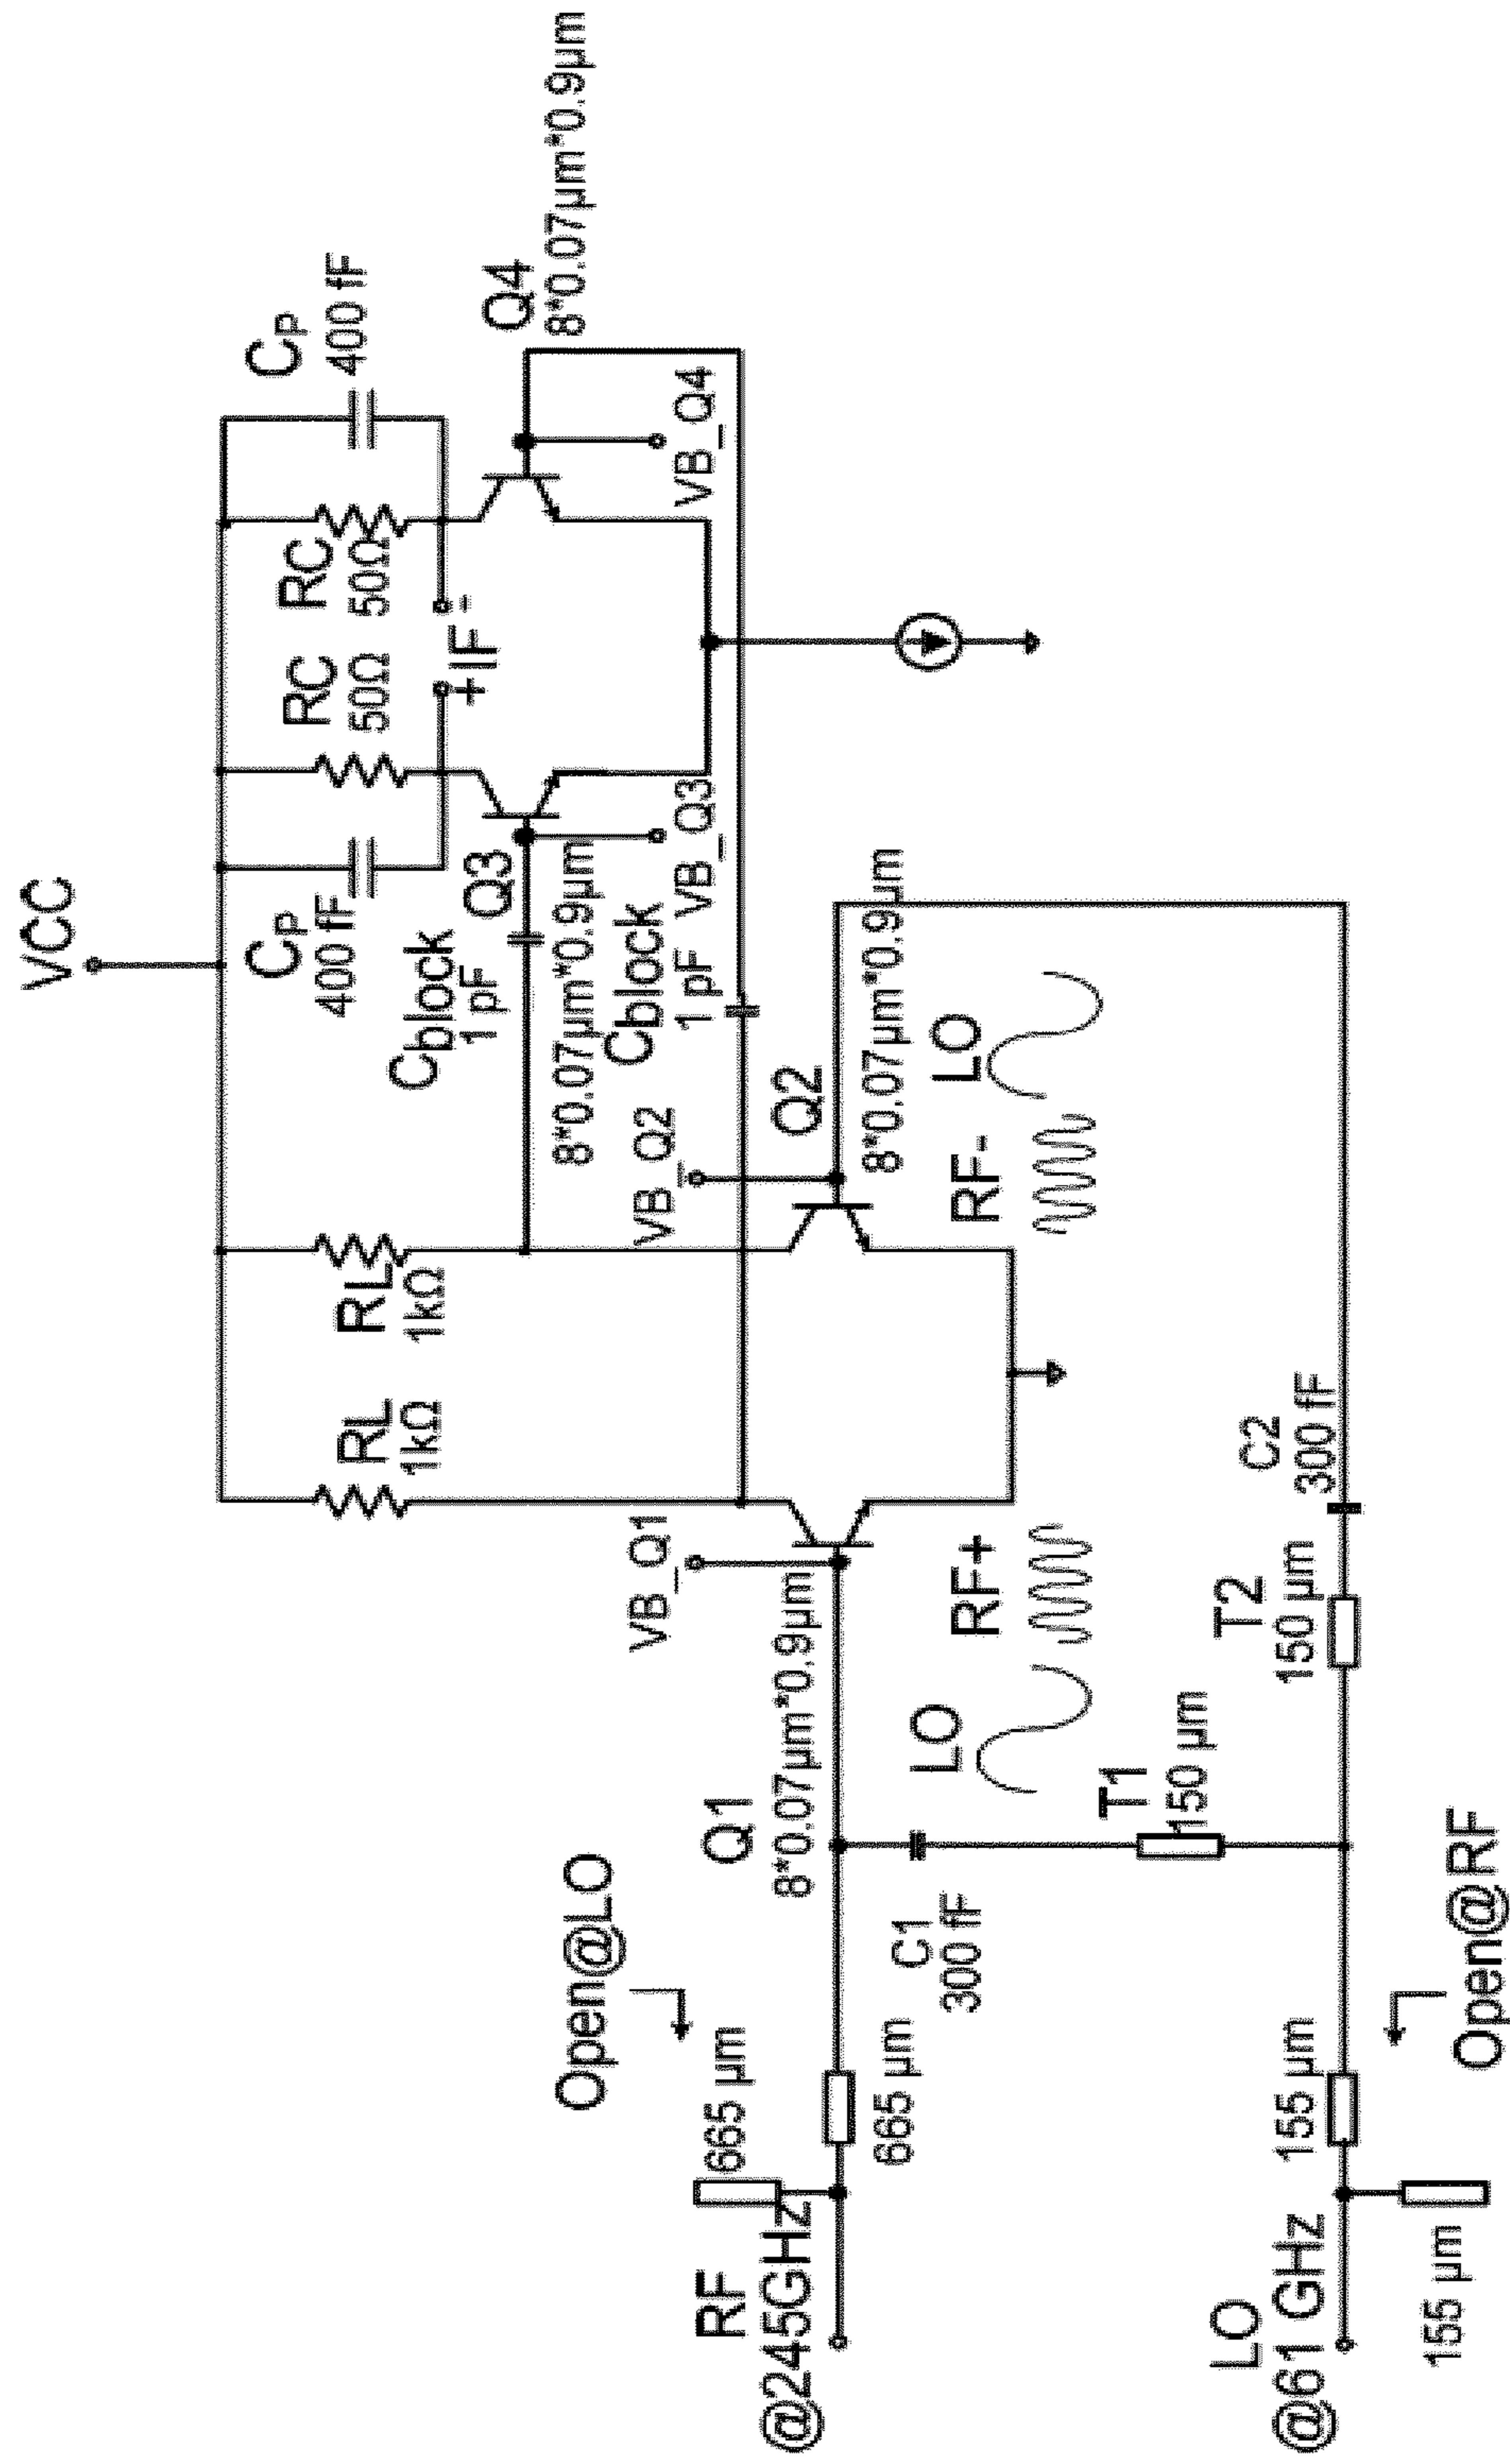 VCC
RL
1kΩ
RL
1kΩ
CP
400 fF
RC
50Ω
RC
50Ω
CP
400 fF
+IF-
Cblock
1 pF
Q3
8*0.07µm*0.9µm
Q4
8*0.07µm*0.9µm
Cblock
1 pF
VB_Q3
VB_Q4
VB_Q1
VB_Q2
Open@LO
665 µm
RF
@245GHz
665 µm
Q1
8*0.07µm*0.9µm
Q2
8*0.07µm*0.9µm
C1
300 fF
LO
RF+
RF-
LO
T1
150 µm
T2
150 µm
C2
300 fF
LO
@61 GHz
155 µm
155 µm
Open@RF